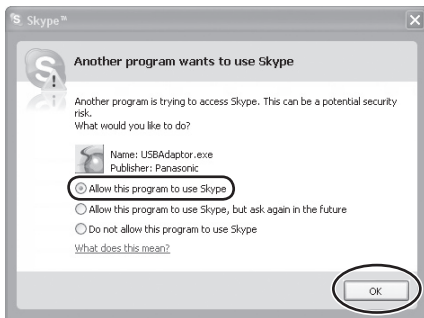 Skype™
Another program wants to use Skype
Another program is trying to access Skype. This can be a potential security
risk.
What would you like to do?
Name: USBAdaptor.exe
Publisher: Panasonic
Allow this program to use Skype
Allow this program to use Skype, but ask again in the future
Do not allow this program to use Skype
What does this mean?
OK